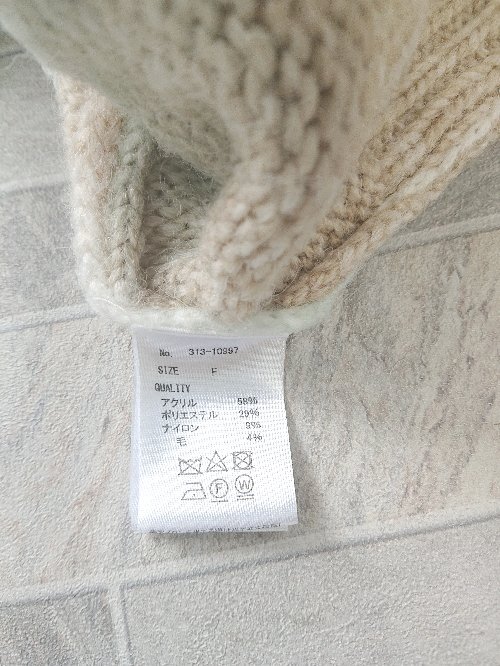 No. 313-10997
SIZE F
QUALITY
アクリル 58%
ポリエステル 29%
ナイロン 9%
毛 4%
F W